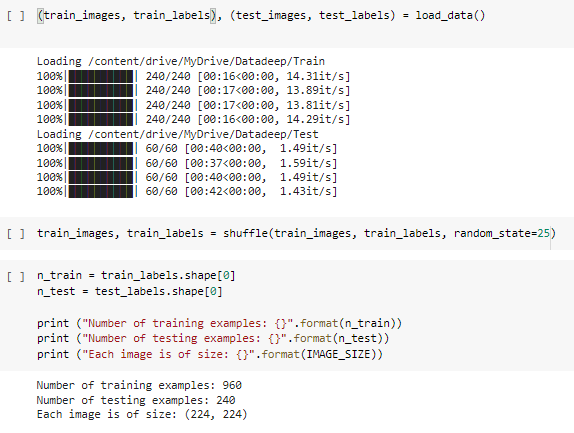 [ ] (train_images, train_labels), (test_images, test_labels) = load_data()
Loading /content/drive/MyDrive/Datadeep/Train
100%|██████████| 240/240 [00:16<00:00, 14.31it/s]
100%|██████████| 240/240 [00:17<00:00, 13.89it/s]
100%|██████████| 240/240 [00:17<00:00, 13.81it/s]
100%|██████████| 240/240 [00:16<00:00, 14.29it/s]
Loading /content/drive/MyDrive/Datadeep/Test
100%|██████████| 60/60 [00:40<00:00,  1.49it/s]
100%|██████████| 60/60 [00:37<00:00,  1.59it/s]
100%|██████████| 60/60 [00:40<00:00,  1.49it/s]
100%|██████████| 60/60 [00:42<00:00,  1.43it/s]
[ ] train_images, train_labels = shuffle(train_images, train_labels, random_state=25)
[ ] n_train = train_labels.shape[0]
n_test = test_labels.shape[0]
print ("Number of training examples: {}".format(n_train))
print ("Number of testing examples: {}".format(n_test))
print ("Each image is of size: {}".format(IMAGE_SIZE))
Number of training examples: 960
Number of testing examples: 240
Each image is of size: (224, 224)